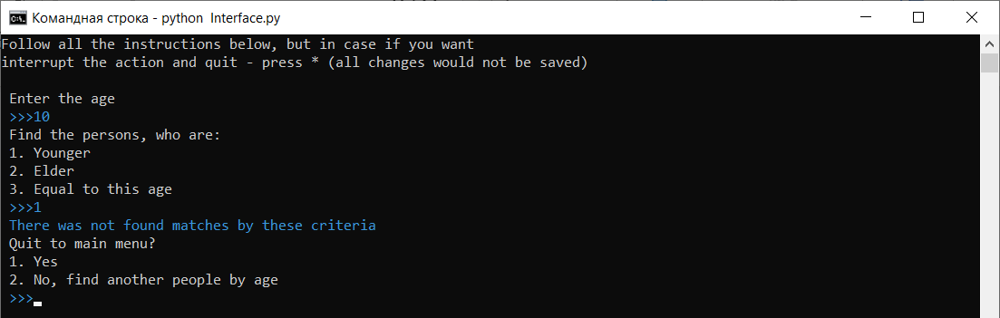 Командная строка - python Interface.py
Follow all the instructions below, but in case if you want
interrupt the action and quit - press * (all changes would not be saved)
Enter the age
>>>10
Find the persons, who are:
1. Younger
2. Elder
3. Equal to this age
>>>1
There was not found matches by these criteria
Quit to main menu?
1. Yes
2. No, find another people by age
>>>